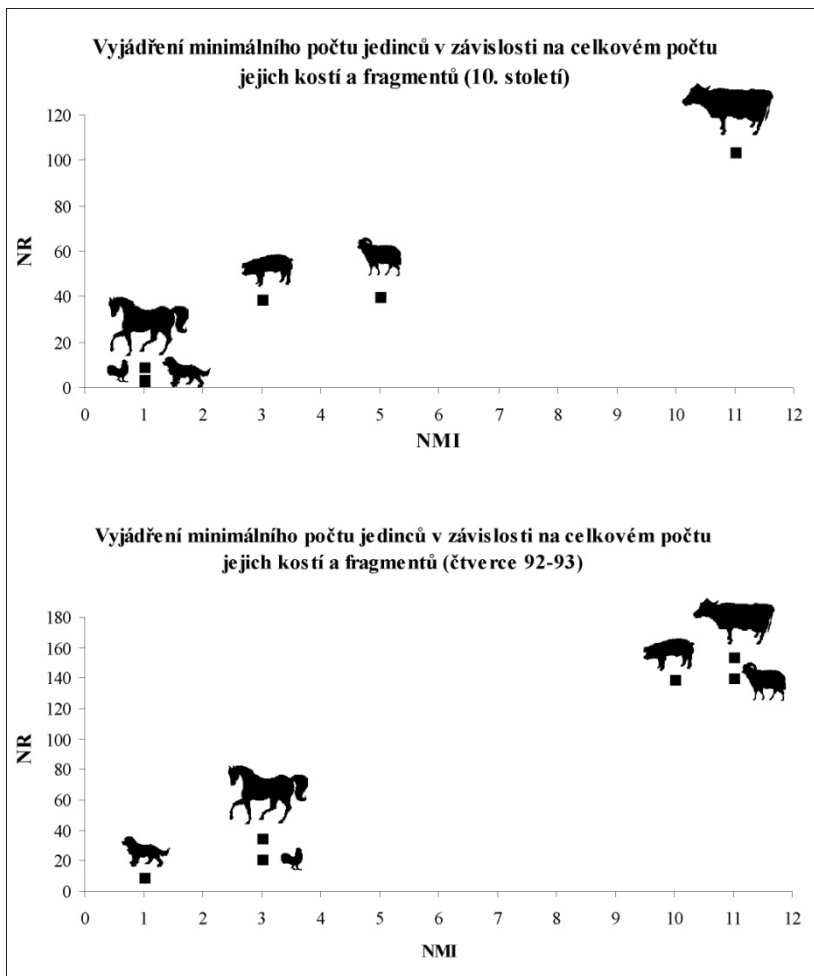 Vyjádření minimálního počtu jedinců v závislosti na celkovém počtu
jejich kostí a fragmentů (10. století)
120
100
80
60
40
20
0
NR
0 1 2 3 4 5 6 7 8 9 10 11 12
NMI
Vyjádření minimálního počtu jedinců v závislosti na celkovém počtu
jejich kostí a fragmentů (čtverce 92-93)
180
160
140
120
100
80
60
40
20
0
NR
0 1 2 3 4 5 6 7 8 9 10 11 12
NMI